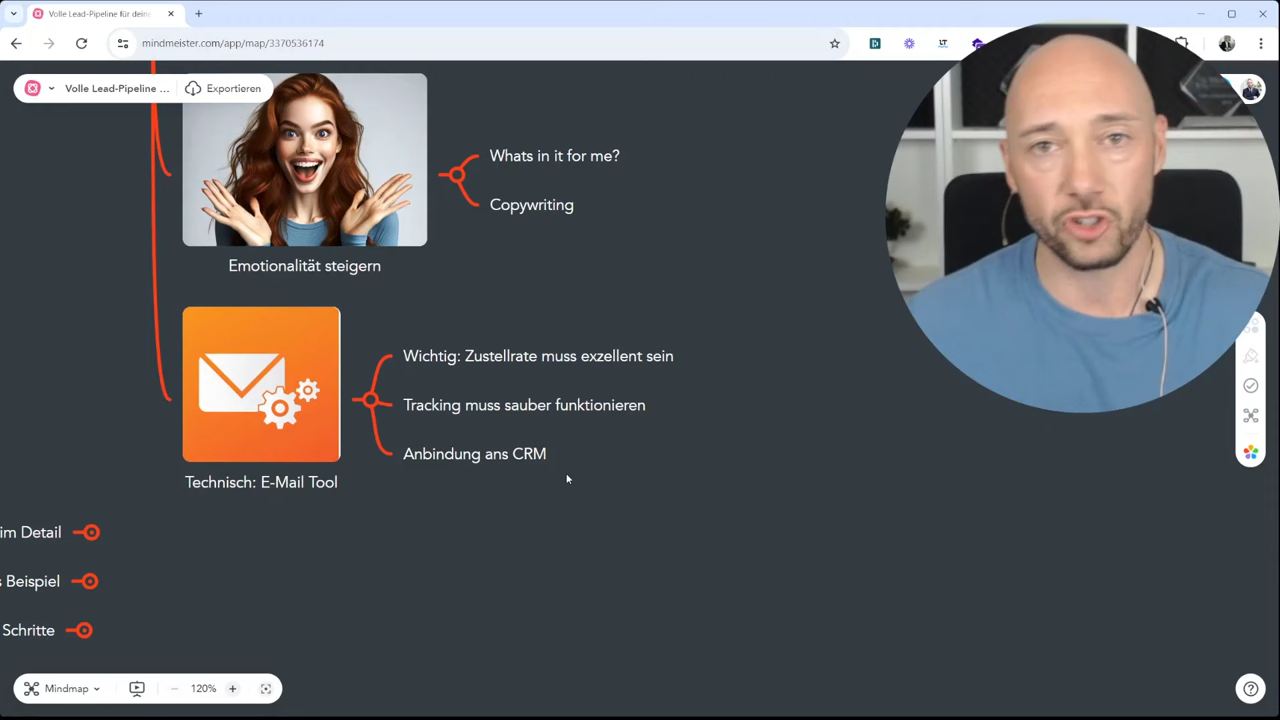 Volle Lead-Pipeline für deine
mindmeister.com/app/map/3370536174
LT
Volle Lead-Pipeline ...
Exportieren
Whats in it for me?
Copywriting
Emotionalität steigern
Wichtig: Zustellrate muss exzellent sein
Tracking muss sauber funktionieren
Anbindung ans CRM
Technisch: E-Mail Tool
im Detail
s Beispiel
Schritte
Mindmap
120%